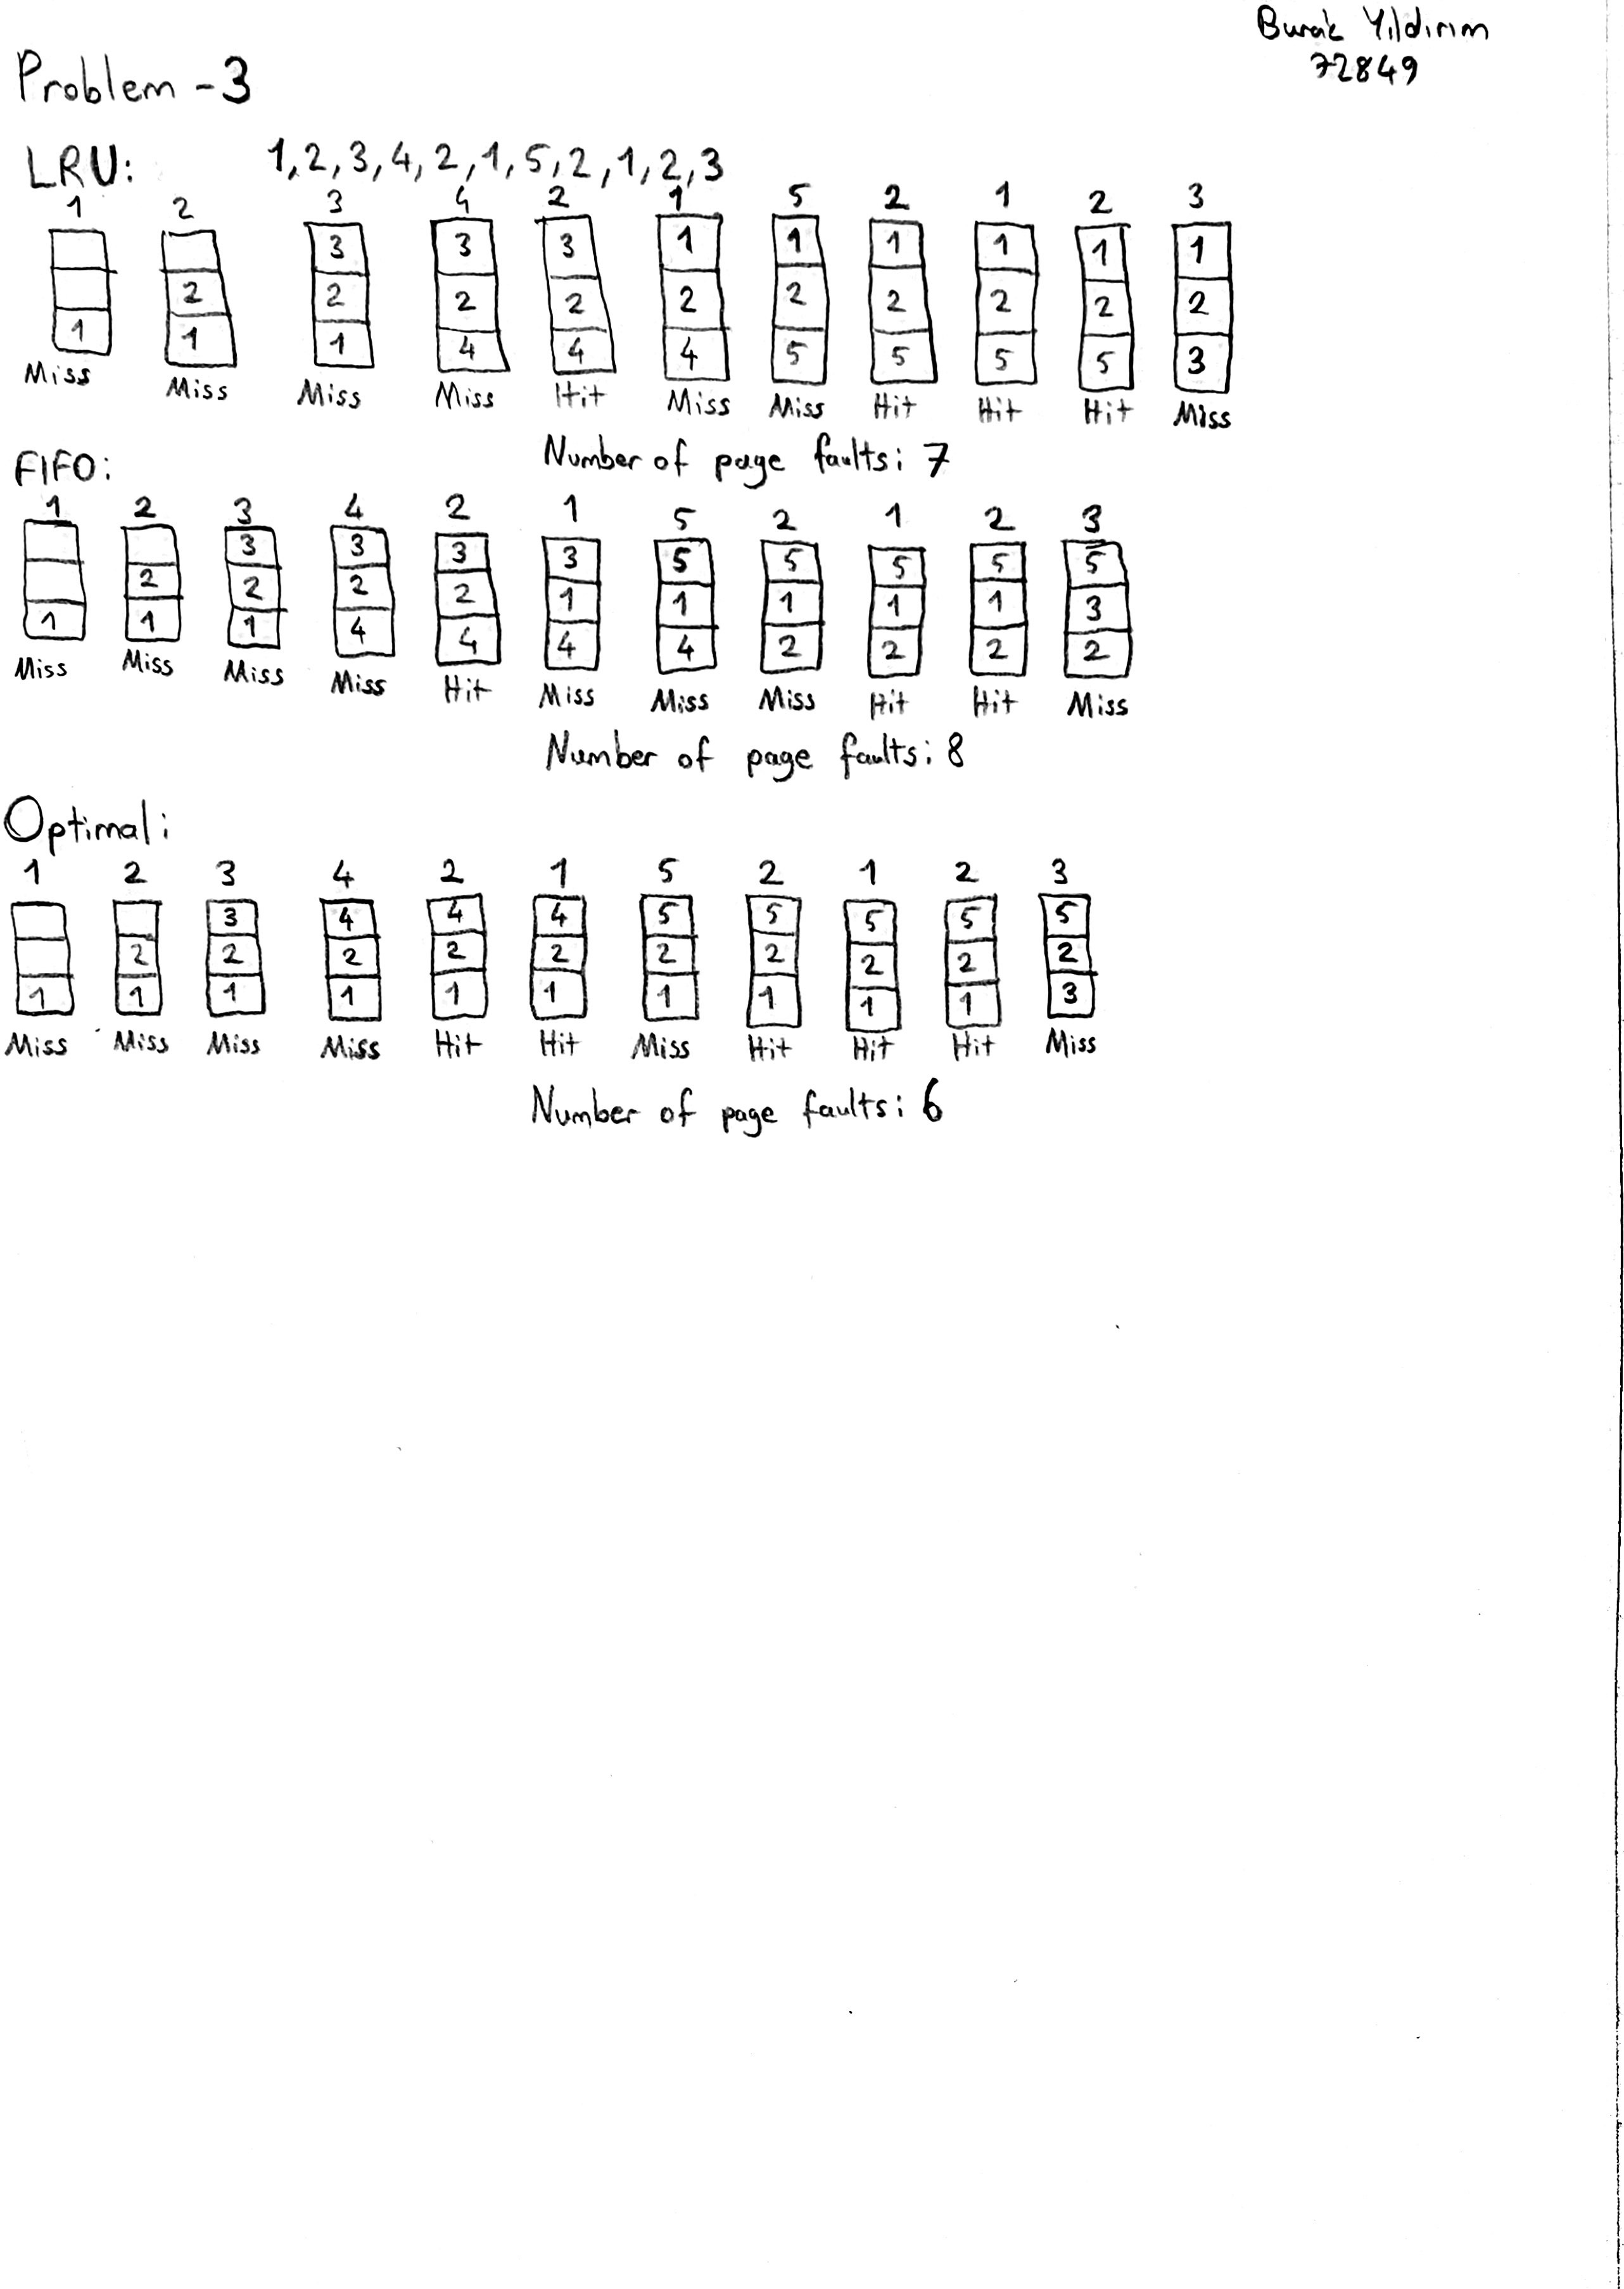 Burak Yıldırım
72849
Problem - 3
LRU: 1,2,3,4,2,1,5,2,1,2,3
1 2 3 4 2 1 5 2 1 2 3
3 3 3 1 1 1 1 1 1
2 2 2 2 2 2 2 2 2 2
1 1 1 4 4 4 5 5 5 5 3
Miss Miss Miss Miss Hit Miss Miss Hit Hit Hit Miss
Number of page faults: 7
FIFO:
1 2 3 4 2 1 5 2 1 2 3
3 3 3 3 5 5 5 5 5
2 2 2 2 1 1 1 1 1 3
1 1 1 4 4 4 4 2 2 2 2
Miss Miss Miss Miss Hit Miss Miss Miss Hit Hit Miss
Number of page faults: 8
Optimal:
1 2 3 4 2 1 5 2 1 2 3
3 4 4 4 5 5 5 5 5
2 2 2 2 2 2 2 2 2 2
1 1 1 1 1 1 1 1 1 1 3
Miss Miss Miss Miss Hit Hit Miss Hit Hit Hit Miss
Number of page faults: 6